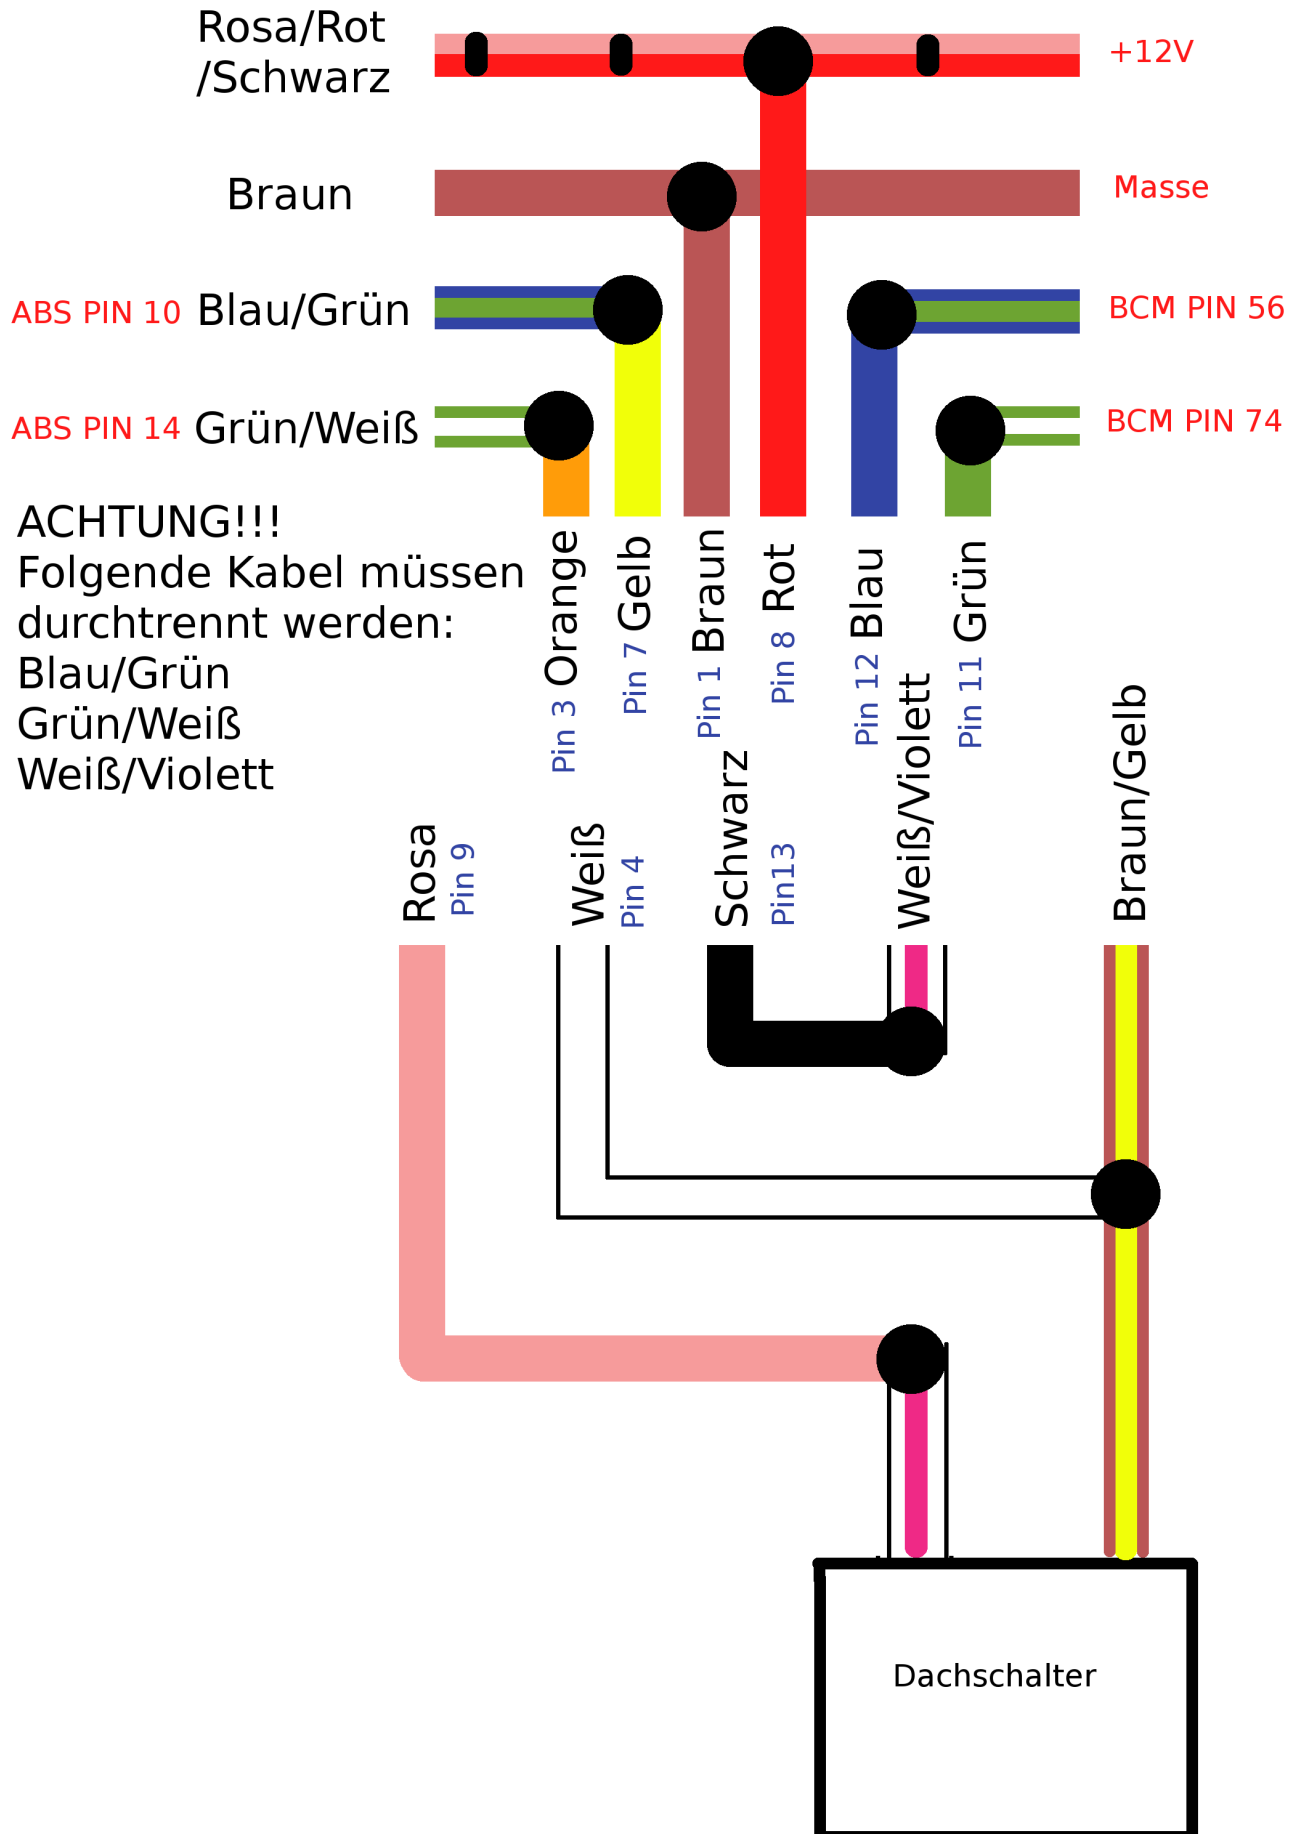 Rosa/Rot
/Schwarz
+12V
Braun
Masse
ABS PIN 10
Blau/Grün
BCM PIN 56
ABS PIN 14
Grün/Weiß
BCM PIN 74
ACHTUNG!!!
Folgende Kabel müssen
durchtrennt werden:
Blau/Grün
Grün/Weiß
Weiß/Violett
Pin 3 Orange
Pin 7 Gelb
Pin 1 Braun
Pin 8 Rot
Pin 12 Blau
Pin 11 Grün
Rosa
Pin 9
Weiß
Pin 4
Schwarz
Pin13
Weiß/Violett
Braun/Gelb
Dachschalter